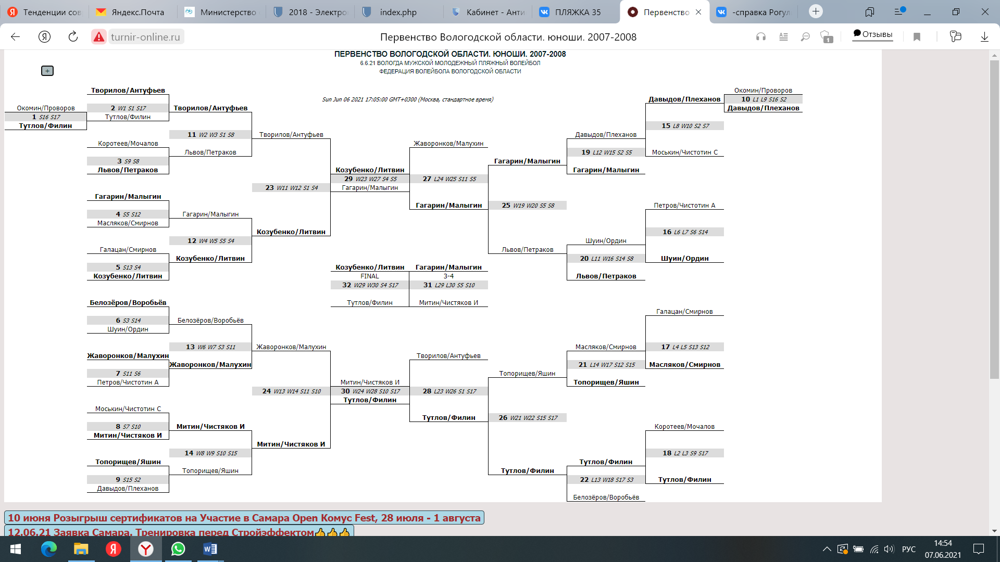 Тенденции сов
Яндекс.Почта
Министерство
2018 - Электро
index.php
Кабинет - Анти
ПЛЯЖКА 35
Первенство
-справка Рогул
turnir-online.ru
Первенство Вологодской области. юноши. 2007-2008
1
Отзывы
ПЕРВЕНСТВО ВОЛОГОДСКОЙ ОБЛАСТИ. ЮНОШИ. 2007-2008
6.6.21 ВОЛОГДА МУЖСКОЙ МОЛОДЕЖНЫЙ ПЛЯЖНЫЙ ВОЛЕЙБОЛ
ФЕДЕРАЦИЯ ВОЛЕЙБОЛА ВОЛОГОДСКОЙ ОБЛАСТИ
+
Sun Jun 06 2021 17:05:00 GMT+0300 (Москва, стандартное время)
Окомин/Проворов
1 S16 S17
Тутлов/Филин
Творилов/Антуфьев
2 W1 S1 S17
Тутлов/Филин
Коротеев/Мочалов
3 S9 S8
Львов/Петраков
Гагарин/Малыгин
4 S5 S12
Масляков/Смирнов
Галацан/Смирнов
5 S13 S4
Козубенко/Литвин
Белозёров/Воробьёв
6 S3 S14
Шуин/Ордин
Жаворонков/Малухин
7 S11 S6
Петров/Чистотин А
Моськин/Чистотин С
8 S7 S10
Митин/Чистяков И
Топорищев/Яшин
9 S15 S2
Давыдов/Плеханов
Творилов/Антуфьев
11 W2 W3 S1 S8
Львов/Петраков
Гагарин/Малыгин
12 W4 W5 S5 S4
Козубенко/Литвин
Белозёров/Воробьёв
13 W6 W7 S3 S11
Жаворонков/Малухин
Митин/Чистяков И
14 W8 W9 S10 S15
Топорищев/Яшин
Творилов/Антуфьев
23 W11 W12 S1 S4
Козубенко/Литвин
Жаворонков/Малухин
24 W13 W14 S11 S10
Митин/Чистяков И
Козубенко/Литвин
29 W23 W27 S4 S5
Гагарин/Малыгин
Козубенко/Литвин
FINAL
32 W29 W30 S4 S17
Тутлов/Филин
Митин/Чистяков И
30 W24 W28 S10 S17
Тутлов/Филин
Жаворонков/Малухин
27 L24 W25 S11 S5
Гагарин/Малыгин
Гагарин/Малыгин
3-4
31 L29 L30 S5 S10
Митин/Чистяков И
Творилов/Антуфьев
28 L23 W26 S1 S17
Тутлов/Филин
Гагарин/Малыгин
25 W19 W20 S5 S8
Львов/Петраков
Топорищев/Яшин
26 W21 W22 S15 S17
Тутлов/Филин
Давыдов/Плеханов
19 L12 W15 S2 S5
Гагарин/Малыгин
Шуин/Ордин
20 L11 W16 S14 S8
Львов/Петраков
Масляков/Смирнов
21 L14 W17 S12 S15
Топорищев/Яшин
Тутлов/Филин
22 L13 W18 S17 S3
Белозёров/Воробьёв
Давыдов/Плеханов
15 L8 W10 S2 S7
Моськин/Чистотин С
Петров/Чистотин А
16 L6 L7 S6 S14
Шуин/Ордин
Галацан/Смирнов
17 L4 L5 S13 S12
Масляков/Смирнов
Коротеев/Мочалов
18 L2 L3 S9 S17
Тутлов/Филин
Окомин/Проворов
10 L1 L9 S16 S2
Давыдов/Плеханов
10 июня Розыгрыш сертификатов на Участие в Самара Open Комус Fest, 28 июля - 1 августа
12.06.21 Заявка Самара. Тренировка перед Стройэффектом👍👍👍
РУС
14:54
07.06.2021